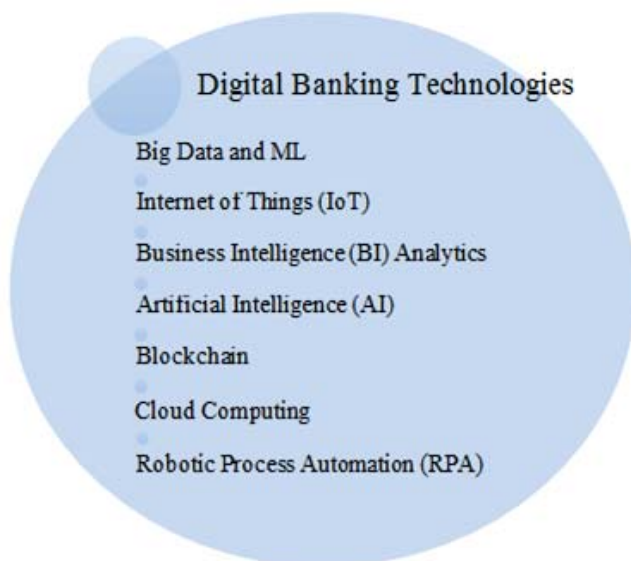 Digital Banking Technologies
Big Data and ML
Internet of Things (IoT)
Business Intelligence (BI) Analytics
Artificial Intelligence (AI)
Blockchain
Cloud Computing
Robotic Process Automation (RPA)